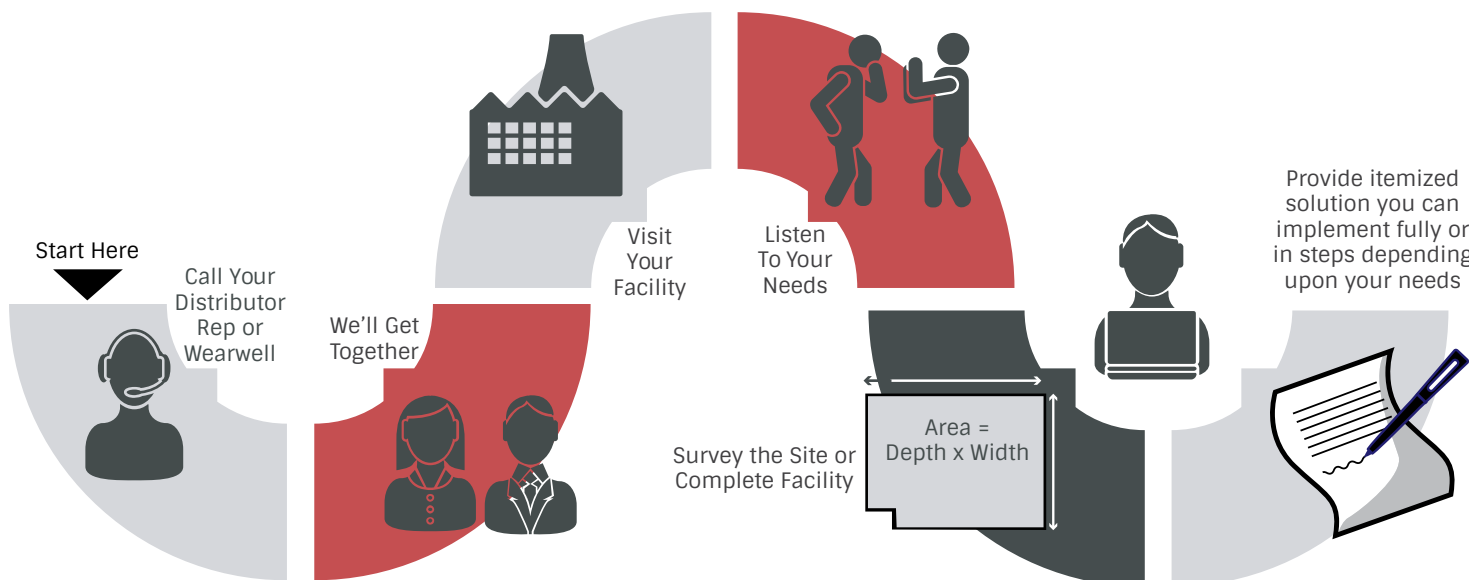 Start Here
Call Your
Distributor
Rep or
Wearwell
We'll Get
Together
Visit
Your
Facility
Listen
To Your
Needs
Survey the Site or
Complete Facility
Area =
Depth x Width
Provide itemized
solution you can
implement fully or
in steps depending
upon your needs